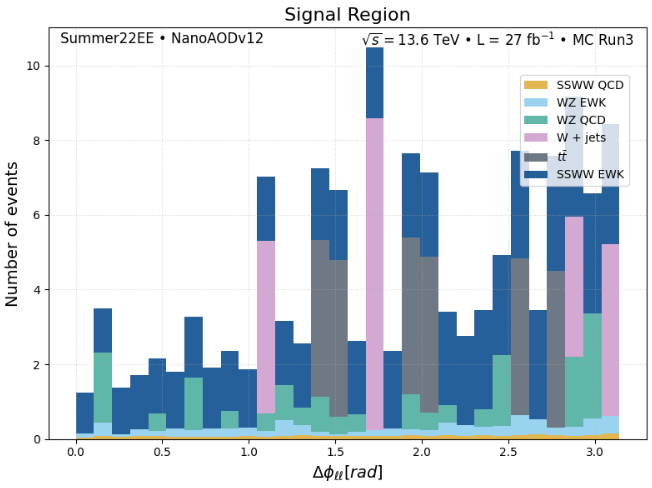 Signal Region
Summer22EE • NanoAODv12
√s = 13.6 TeV • L = 27 fb⁻¹ • MC Run3
SSWW QCD
WZ EWK
WZ QCD
W + jets
tt̄
SSWW EWK
Number of events
10
8
6
4
2
0
0.0 0.5 1.0 1.5 2.0 2.5 3.0
Δϕℓℓ[rad]